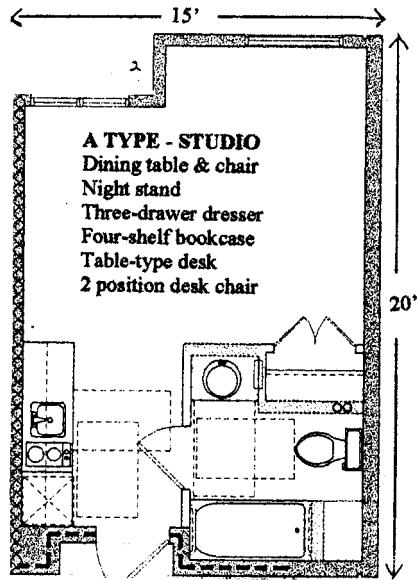 15'
2
A TYPE - STUDIO
Dining table & chair
Night stand
Three-drawer dresser
Four-shelf bookcase
Table-type desk
2 position desk chair
20'